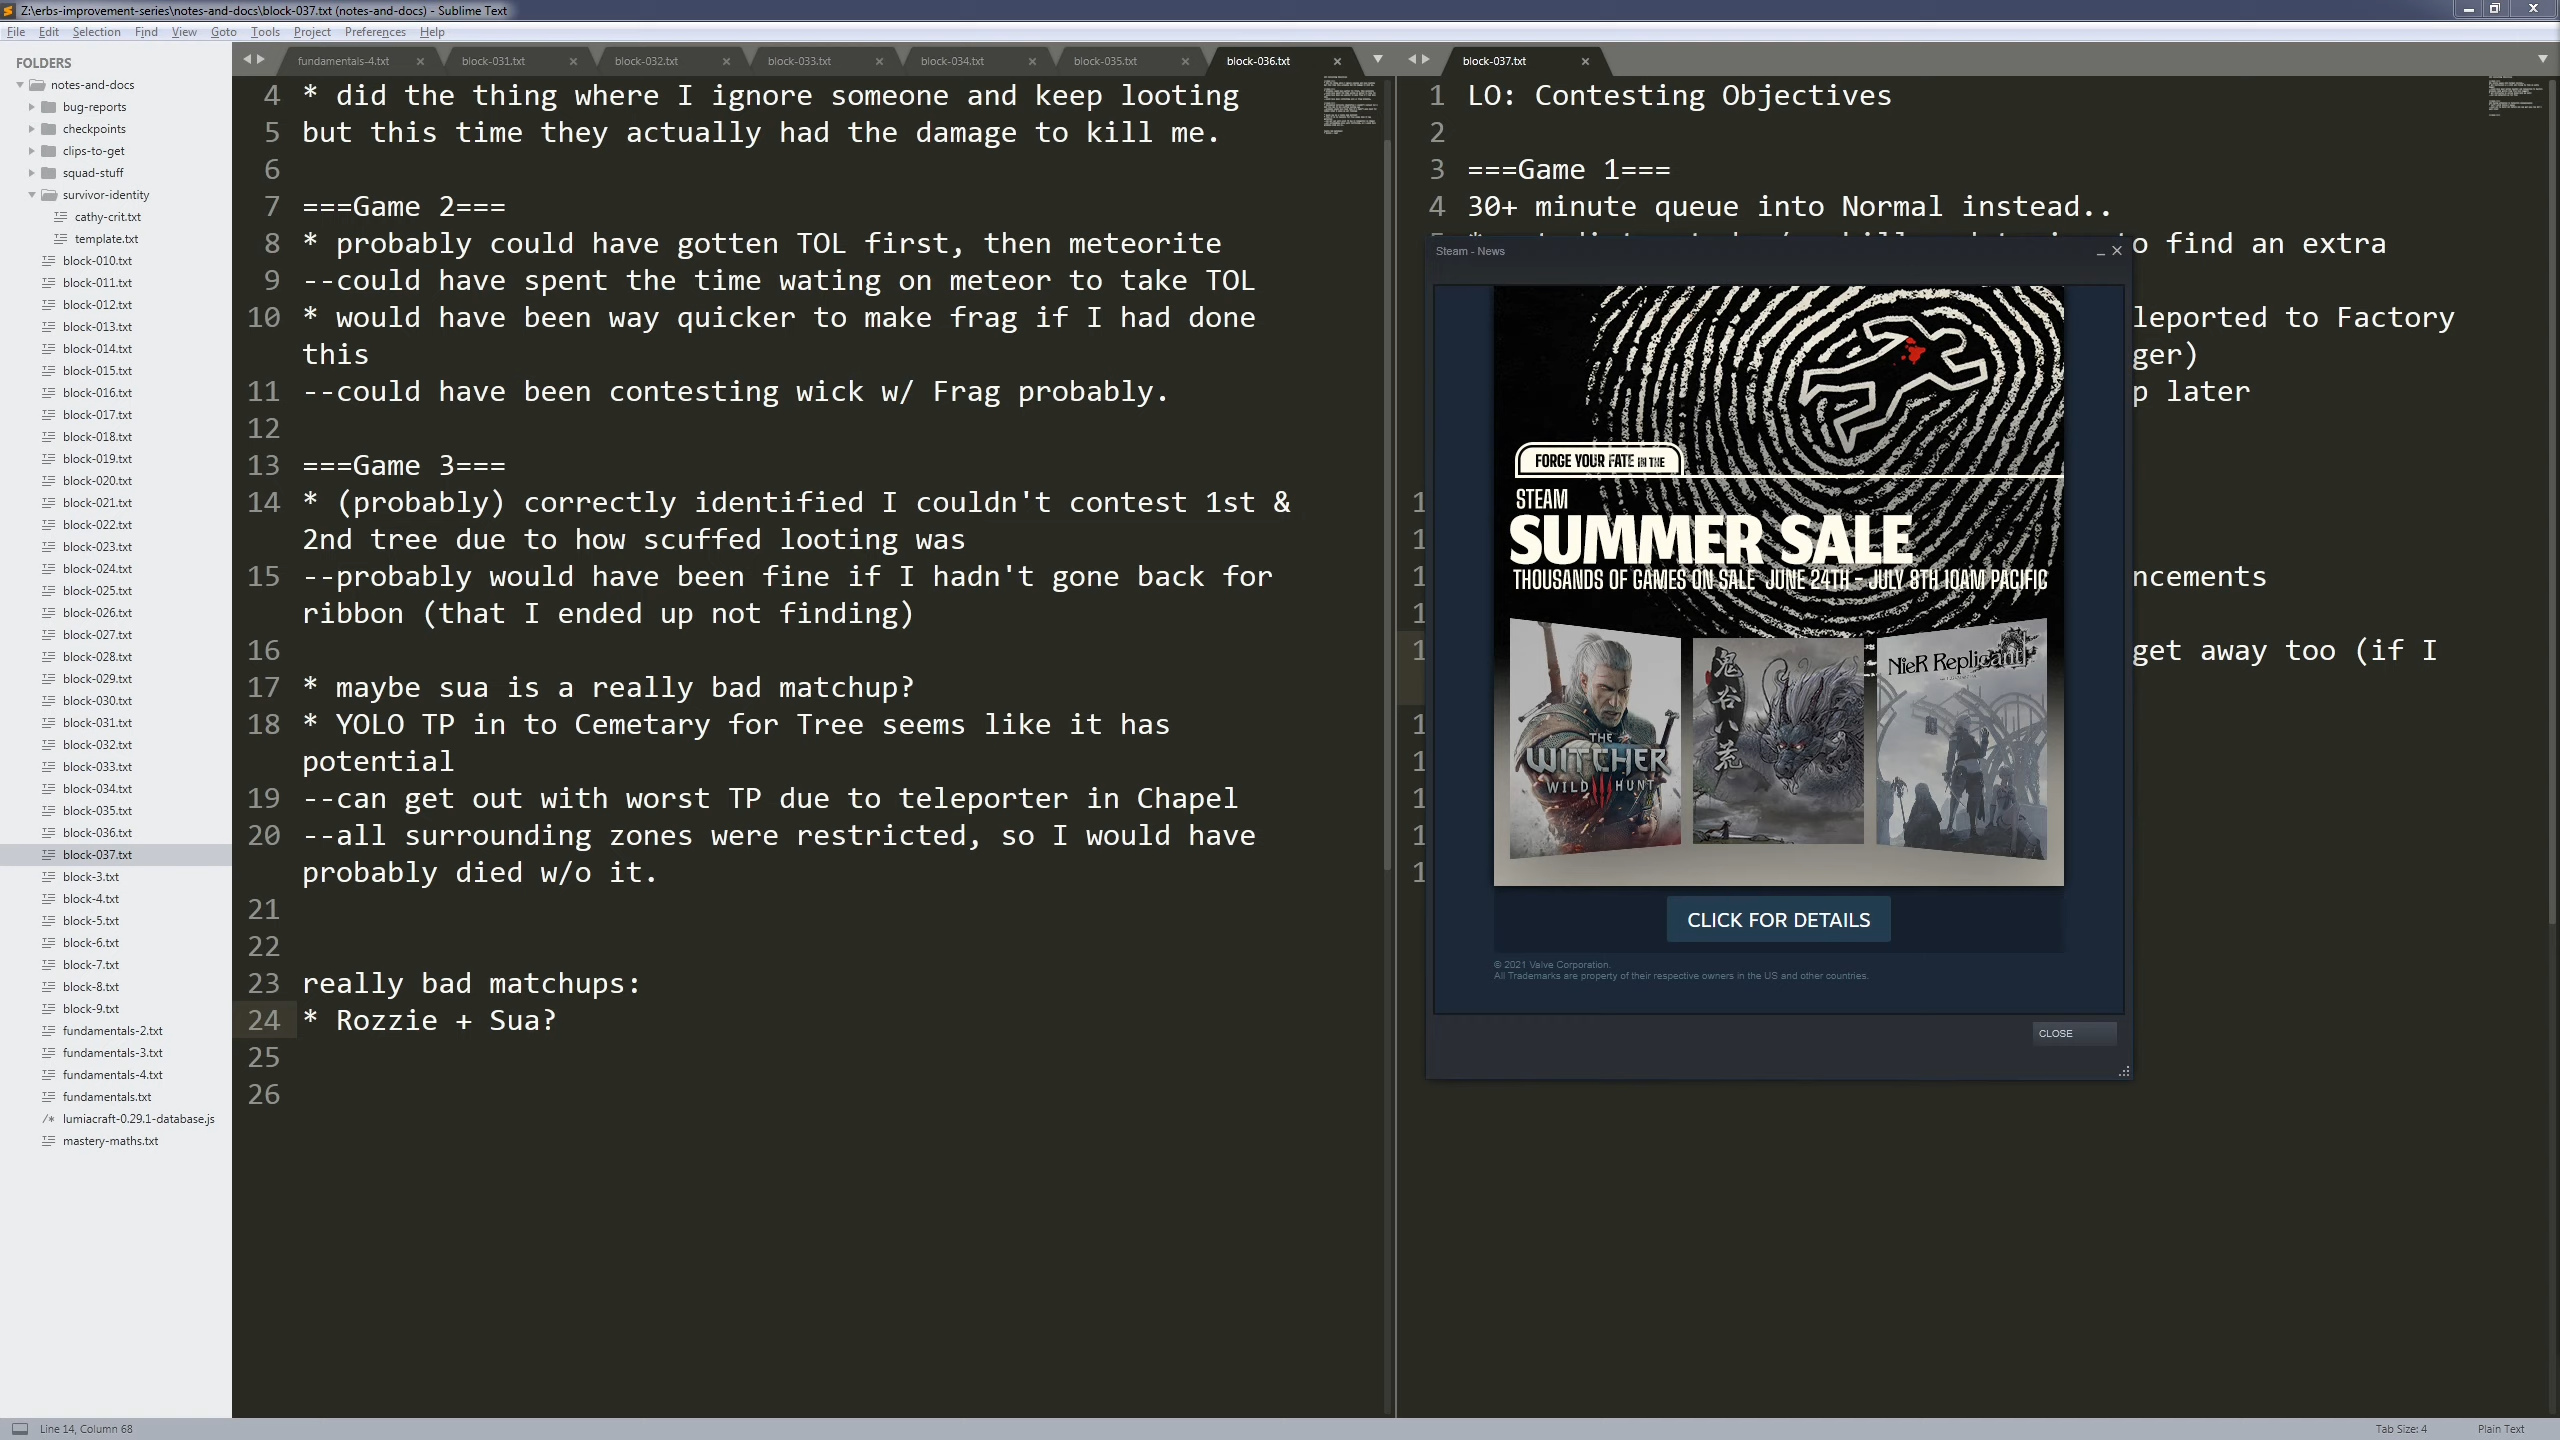 Z:\erbs-improvement-series\notes-and-docs\block-037.txt (notes-and-docs) - Sublime Text
File Edit Selection Find View Goto Tools Project Preferences Help
FOLDERS
notes-and-docs
bug-reports
checkpoints
clips-to-get
squad-stuff
survivor-identity
cathy-crit.txt
template.txt
block-010.txt
block-011.txt
block-012.txt
block-013.txt
block-014.txt
block-015.txt
block-016.txt
block-017.txt
block-018.txt
block-019.txt
block-020.txt
block-021.txt
block-022.txt
block-023.txt
block-024.txt
block-025.txt
block-026.txt
block-027.txt
block-028.txt
block-029.txt
block-030.txt
block-031.txt
block-032.txt
block-033.txt
block-034.txt
block-035.txt
block-036.txt
block-037.txt
block-3.txt
block-4.txt
block-5.txt
block-6.txt
block-7.txt
block-8.txt
block-9.txt
fundamentals-2.txt
fundamentals-3.txt
fundamentals-4.txt
fundamentals.txt
/* lumiacraft-0.29.1-database.js
mastery-maths.txt
fundamentals-4.txt block-031.txt block-032.txt block-033.txt block-034.txt block-035.txt block-036.txt
4 * did the thing where I ignore someone and keep looting
5 but this time they actually had the damage to kill me.
6
7 ===Game 2===
8 * probably could have gotten TOL first, then meteorite
9 --could have spent the time wating on meteor to take TOL
10 * would have been way quicker to make frag if I had done
this
11 --could have been contesting wick w/ Frag probably.
12
13 ===Game 3===
14 * (probably) correctly identified I couldn't contest 1st &
2nd tree due to how scuffed looting was
15 --probably would have been fine if I hadn't gone back for
ribbon (that I ended up not finding)
16
17 * maybe sua is a really bad matchup?
18 * YOLO TP in to Cemetary for Tree seems like it has
potential
19 --can get out with worst TP due to teleporter in Chapel
20 --all surrounding zones were restricted, so I would have
probably died w/o it.
21
22
23 really bad matchups:
24 * Rozzie + Sua?
25
26
block-037.txt
1 LO: Contesting Objectives
2
3 ===Game 1===
4 30+ minute queue into Normal instead..
to find an extra
leported to Factory
ger)
p later
ncements
get away too (if I
Steam - News
FORGE YOUR FATE IN THE
STEAM
SUMMER SALE
THOUSANDS OF GAMES ON SALE JUNE 24TH - JULY 8TH 10AM PACIFIC
THE
WITCHER
WILD HUNT
鬼谷八荒
NieR Replicant
CLICK FOR DETAILS
© 2021 Valve Corporation.
All Trademarks are property of their respective owners in the US and other countries.
CLOSE
Line 14, Column 68
Tab Size: 4
Plain Text